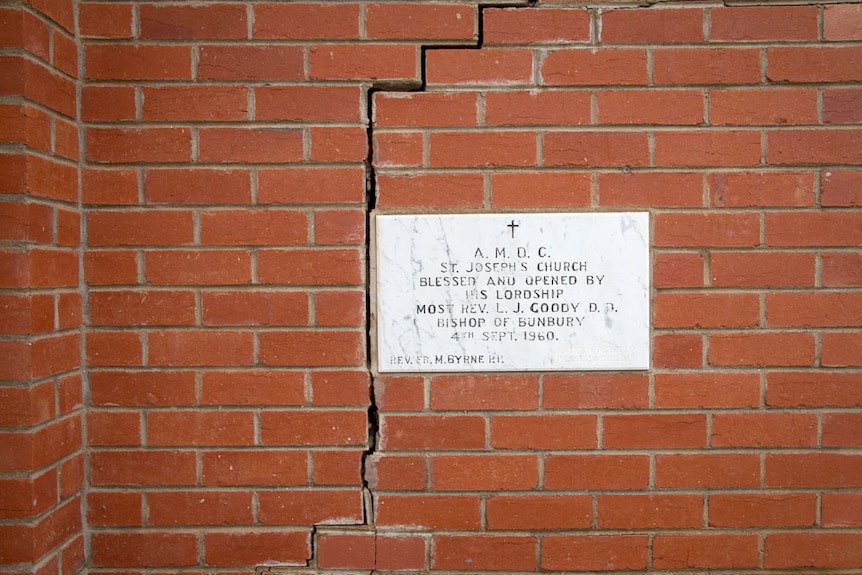 A. M. D. G.
ST. JOSEPH'S CHURCH
BLESSED AND OPENED BY
HIS LORDSHIP
MOST REV. L. J. GOODY D. D.
BISHOP OF BUNBURY
4TH SEPT. 1960.
REV. FR. M. BYRNE P.P.